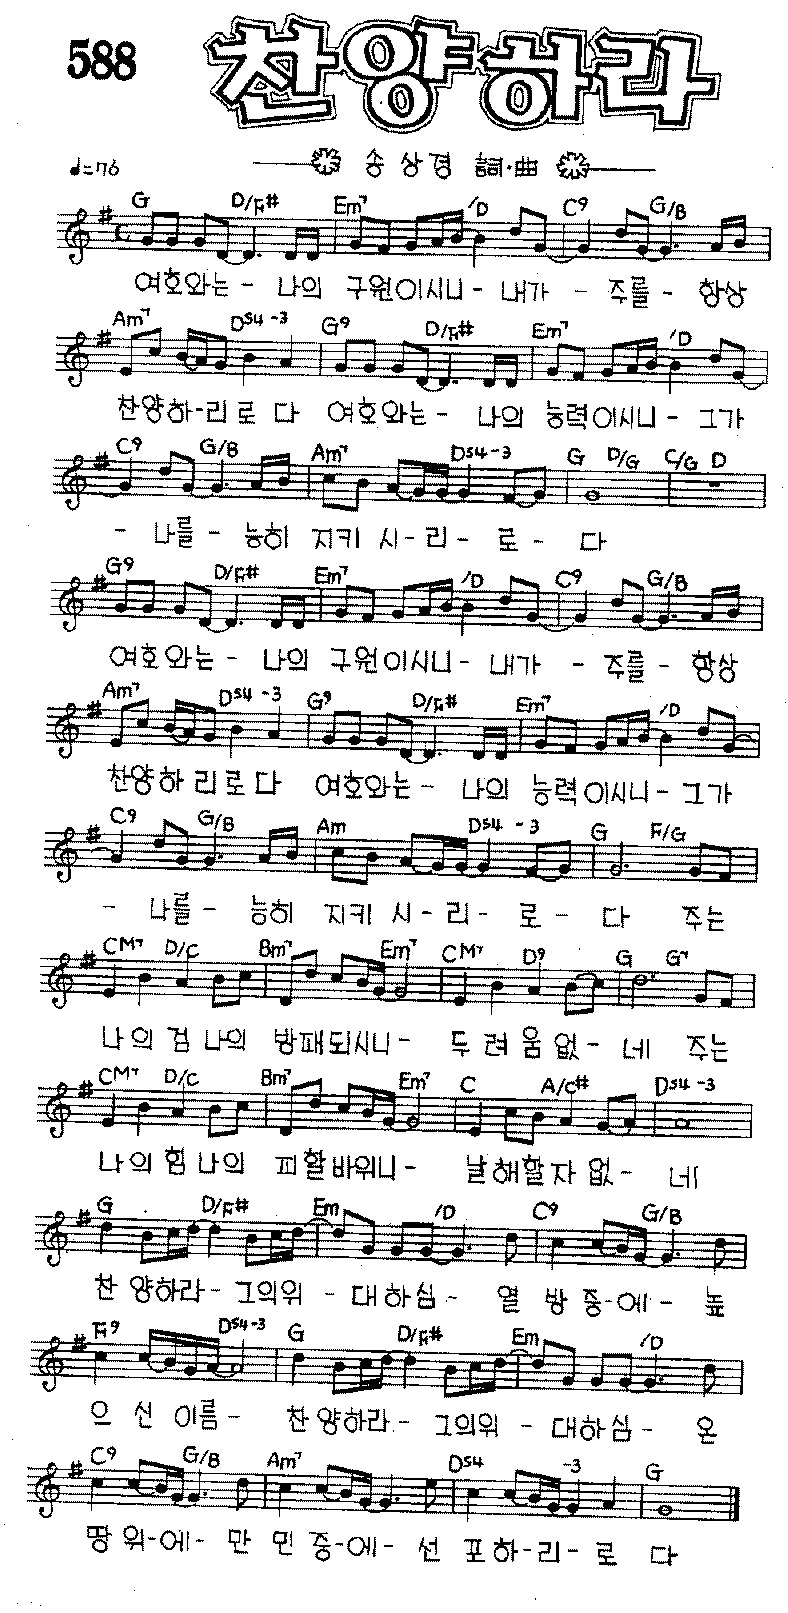 588
찬양하라
♩=76
송상경 詞·曲
G D/F# Em7 /D C9 G/B
여호와는 - 나의 구원이시니 - 내가 - 주를 - 항상
Am7 Dsus4 -3 G9 D/F# Em7 /D
찬양하-리로 다 여호와는 - 나의 능력이시니 - 그가
C9 G/B Am7 Dsus4 -3 G D/G C/G D
- 나를 - 능히 지키 시 - 리 - 로 - 다
G9 D/F# Em7 /D C9 G/B
여호와는 - 나의 구원이시니 - 내가 - 주를 - 항상
Am7 Dsus4 -3 G9 D/F# Em7 /D
찬양하리로다 여호와는 - 나의 능력이시니 - 그가
C9 G/B Am Dsus4 -3 G F/G
- 나를 - 능히 지키 시 - 리 - 로 - 다 주는
CM7 D/C Bm7 Em7 CM7 D9 G G7
나의 검 나의 방패되시니 - 두려움없 - 네 주는
CM7 D/C Bm7 Em7 C A/C# Dsus4 -3
나의힘나의 피할바위니 - 날해할자없 - 네
G D/F# Em /D C9 G/B
찬 양하라 - 그의위 - 대하심 - 열 방중-에 - 높
F9 Dsus4-3 G D/F# Em /D
으 신 이름 - 찬 양하라 - 그의위 - 대하심 - 온
C9 G/B Am7 Dsus4 -3 G
땅 위-에 - 만 민 중-에 - 선 포하-리 - 로 다